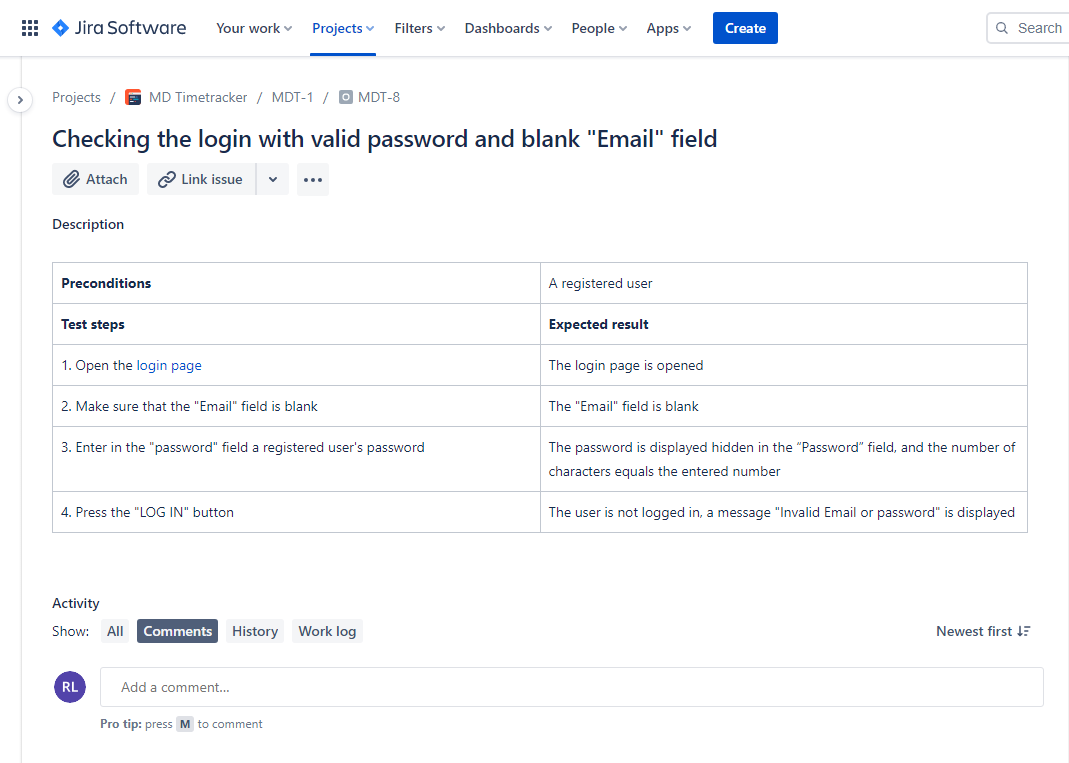 Jira Software Your work Projects Filters Dashboards People Apps Create Search
Projects / MD Timetracker / MDT-1 / MDT-8
Checking the login with valid password and blank "Email" field
Attach Link issue
Description
Preconditions A registered user
Test steps Expected result
1. Open the login page The login page is opened
2. Make sure that the "Email" field is blank The "Email" field is blank
3. Enter in the "password" field a registered user's password The password is displayed hidden in the “Password” field, and the number of
characters equals the entered number
4. Press the "LOG IN" button The user is not logged in, a message "Invalid Email or password" is displayed
Activity
Show: All Comments History Work log Newest first
RL Add a comment...
Pro tip: press M to comment